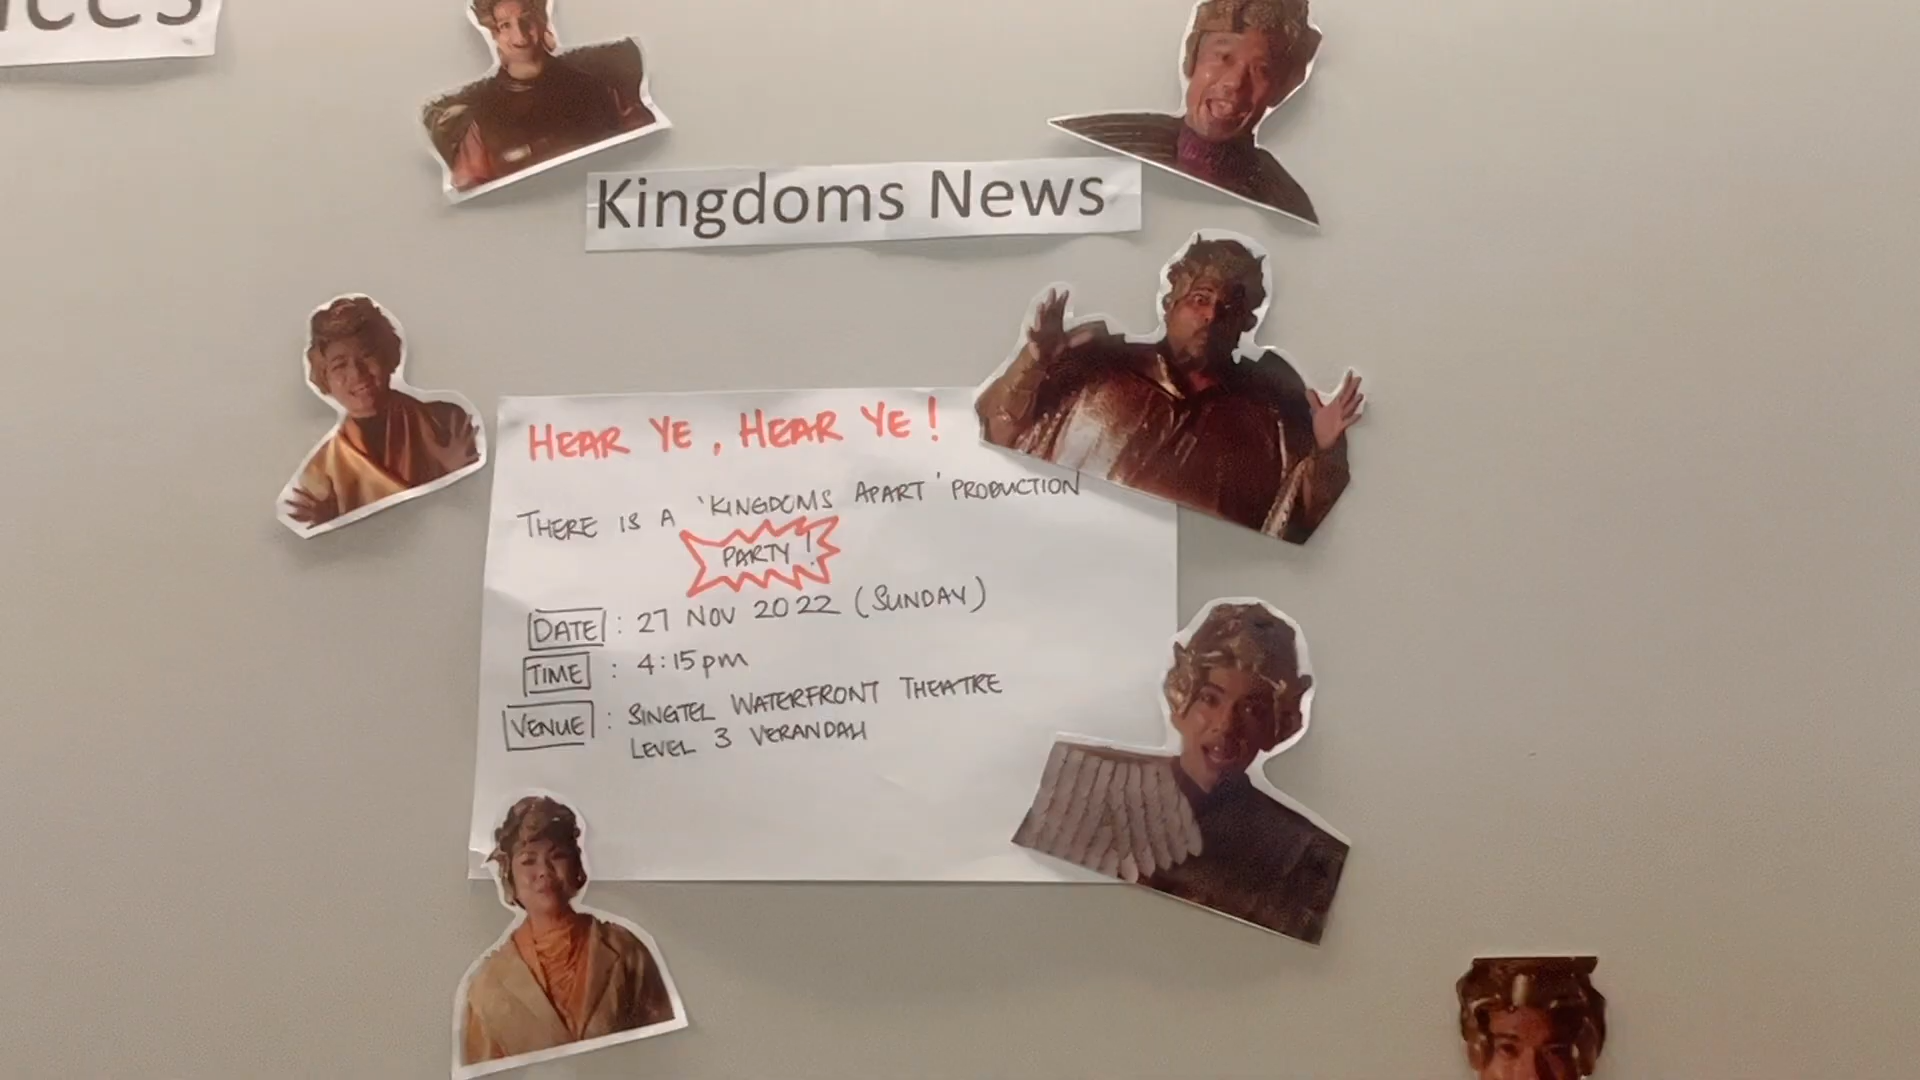 Kingdoms News
HEAR YE, HEAR YE!
THERE IS A 'KINGDOMS APART' PRODUCTION
PARTY!
DATE : 27 NOV 2022 (SUNDAY)
TIME : 4:15pm
VENUE : SINGTEL WATERFRONT THEATRE
LEVEL 3 VERANDAH